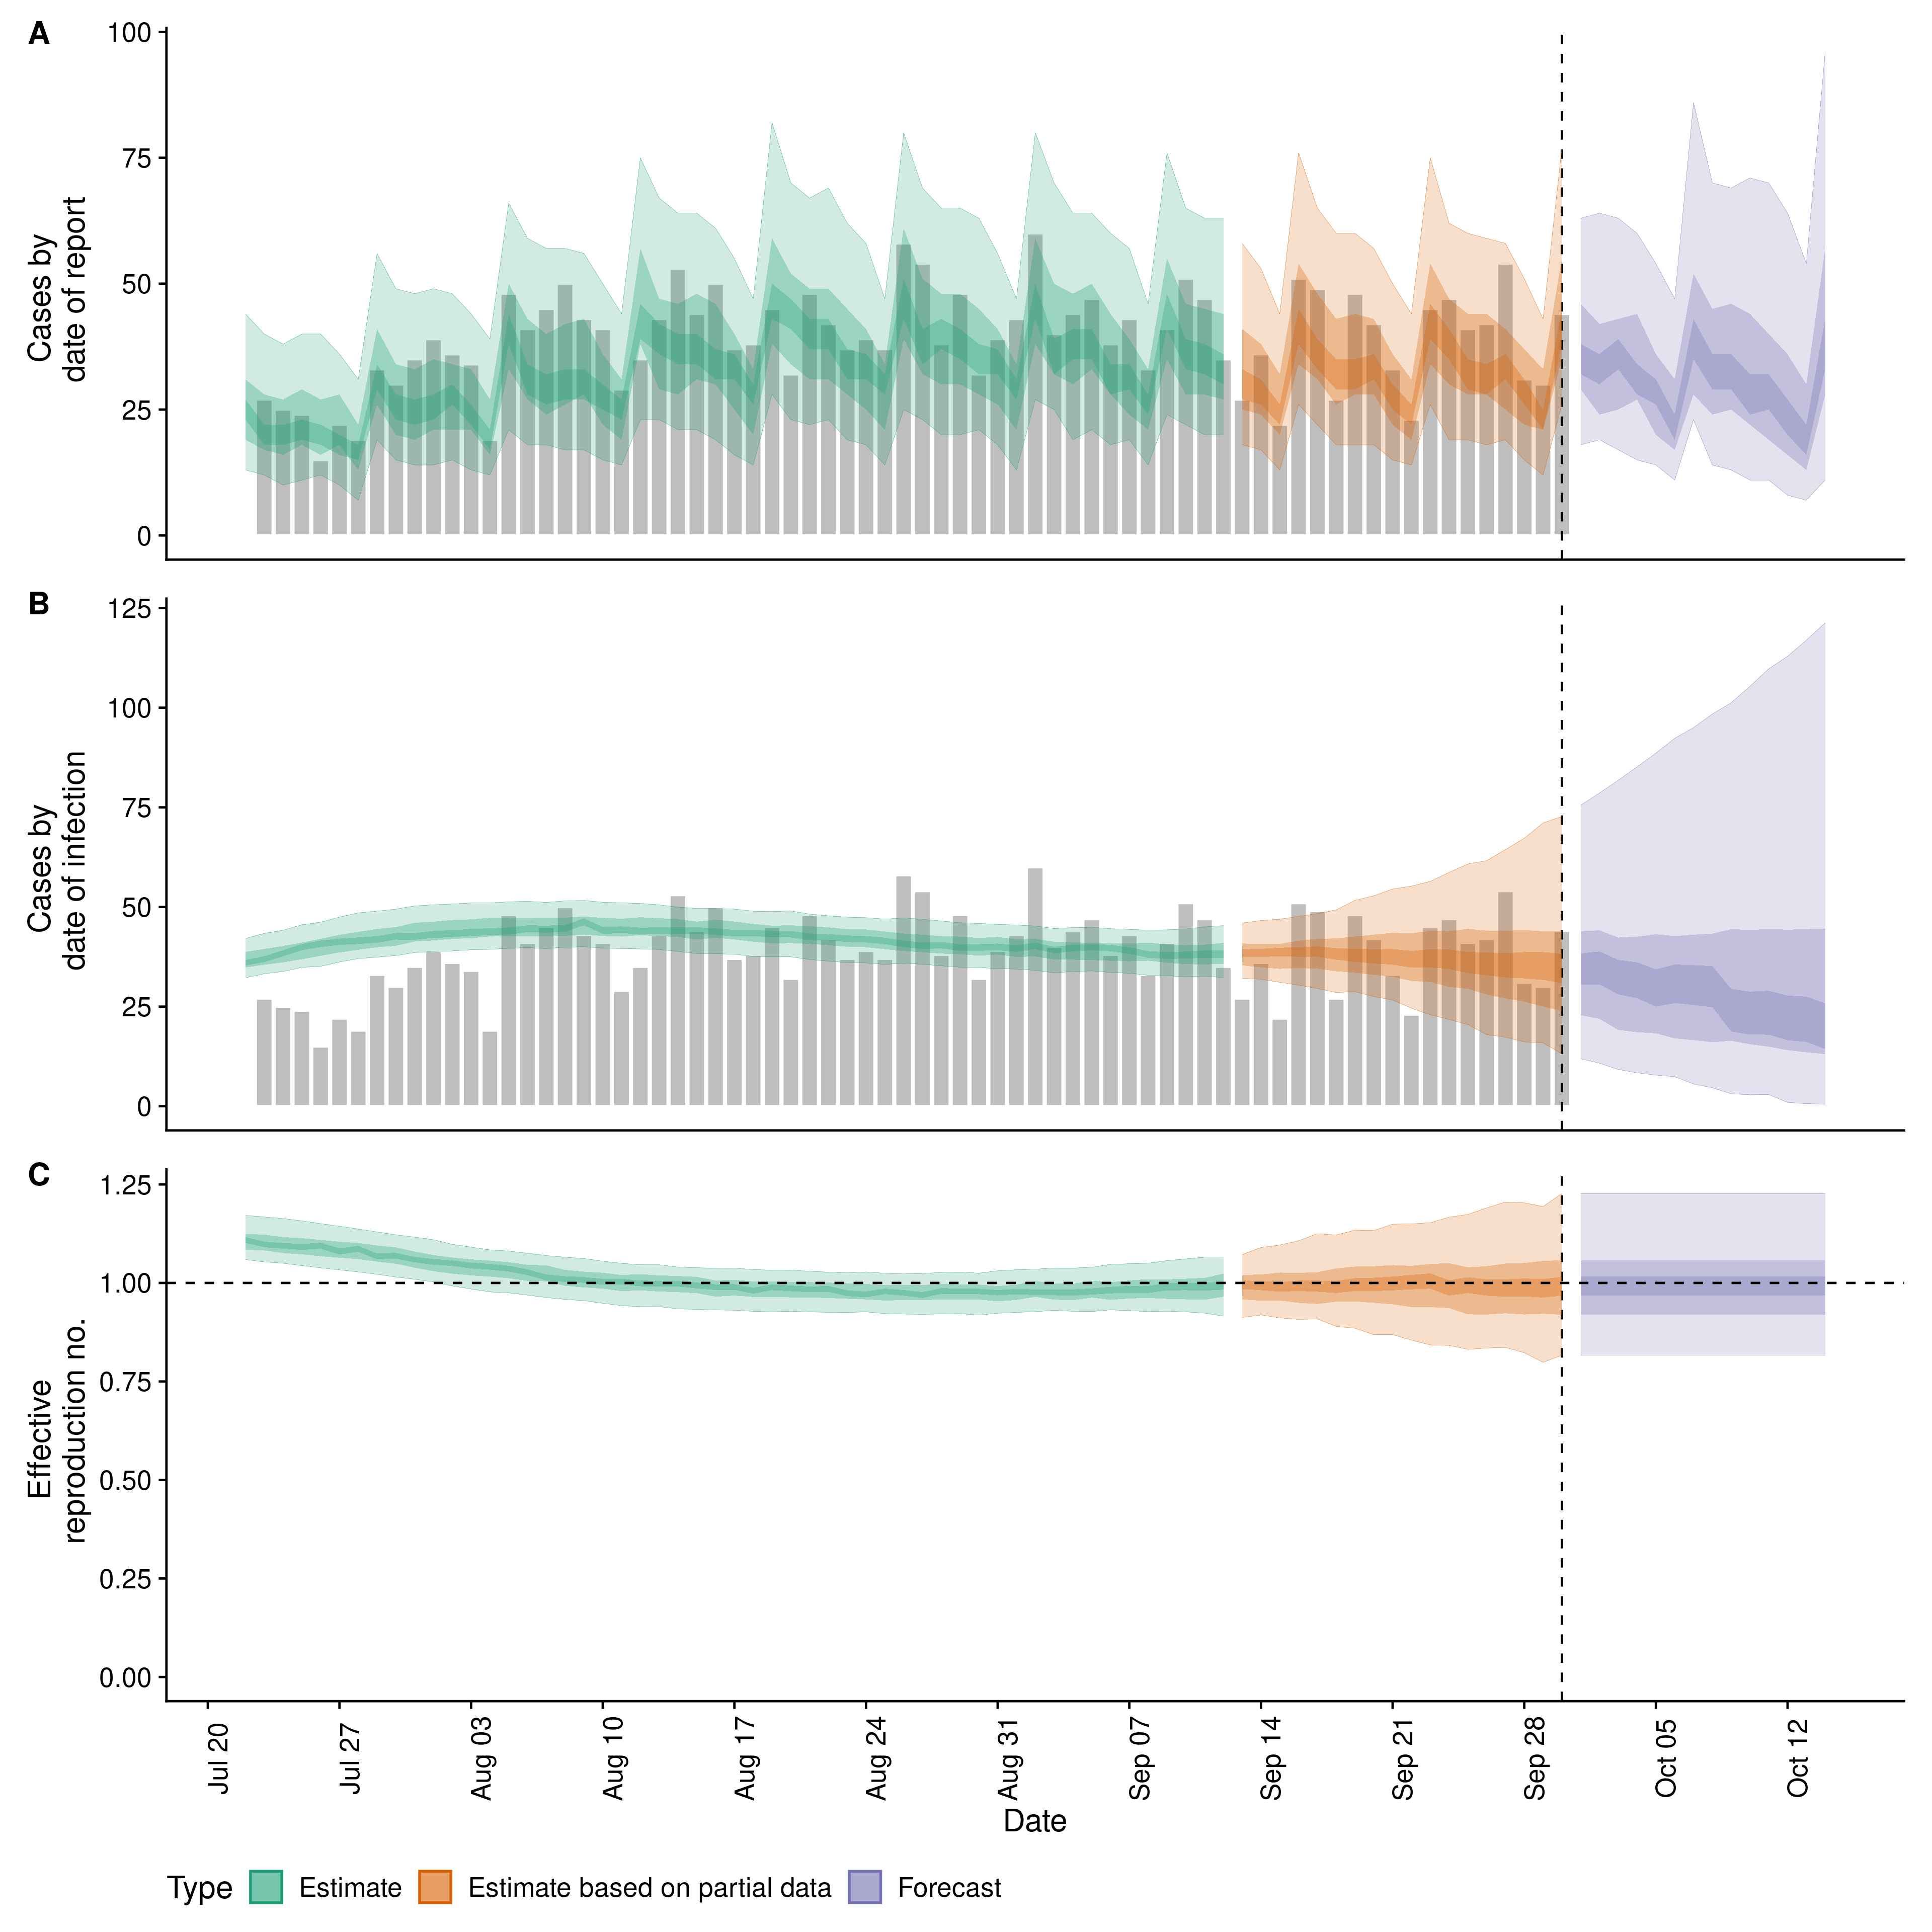 A
100
75
50
25
0
Cases by
date of report
B
125
100
75
50
25
0
Cases by
date of infection
C
1.25
1.00
0.75
0.50
0.25
0.00
Effective
reproduction no.
Jul 20
Jul 27
Aug 03
Aug 10
Aug 17
Aug 24
Aug 31
Sep 07
Sep 14
Sep 21
Sep 28
Oct 05
Oct 12
Date
Type Estimate Estimate based on partial data Forecast